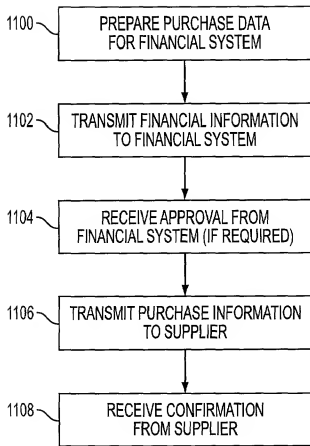 1100
PREPARE PURCHASE DATA
FOR FINANCIAL SYSTEM
1102
TRANSMIT FINANCIAL INFORMATION
TO FINANCIAL SYSTEM
1104
RECEIVE APPROVAL FROM
FINANCIAL SYSTEM (IF REQUIRED)
1106
TRANSMIT PURCHASE INFORMATION
TO SUPPLIER
1108
RECEIVE CONFIRMATION
FROM SUPPLIER